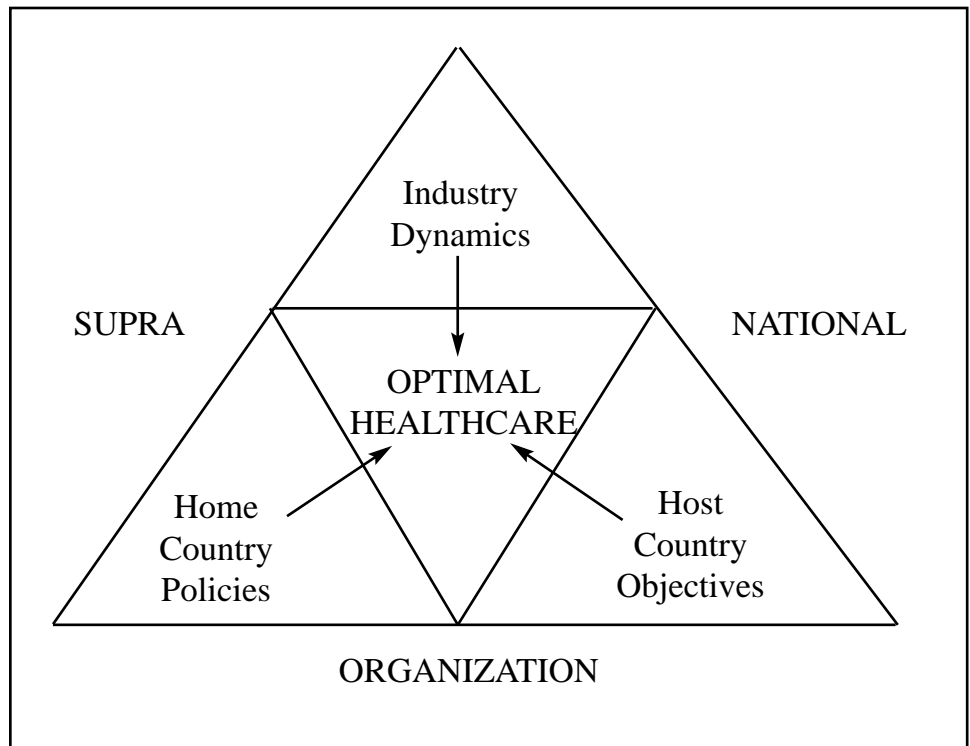 Industry
Dynamics
SUPRA
NATIONAL
OPTIMAL
HEALTHCARE
Home
Country
Policies
Host
Country
Objectives
ORGANIZATION